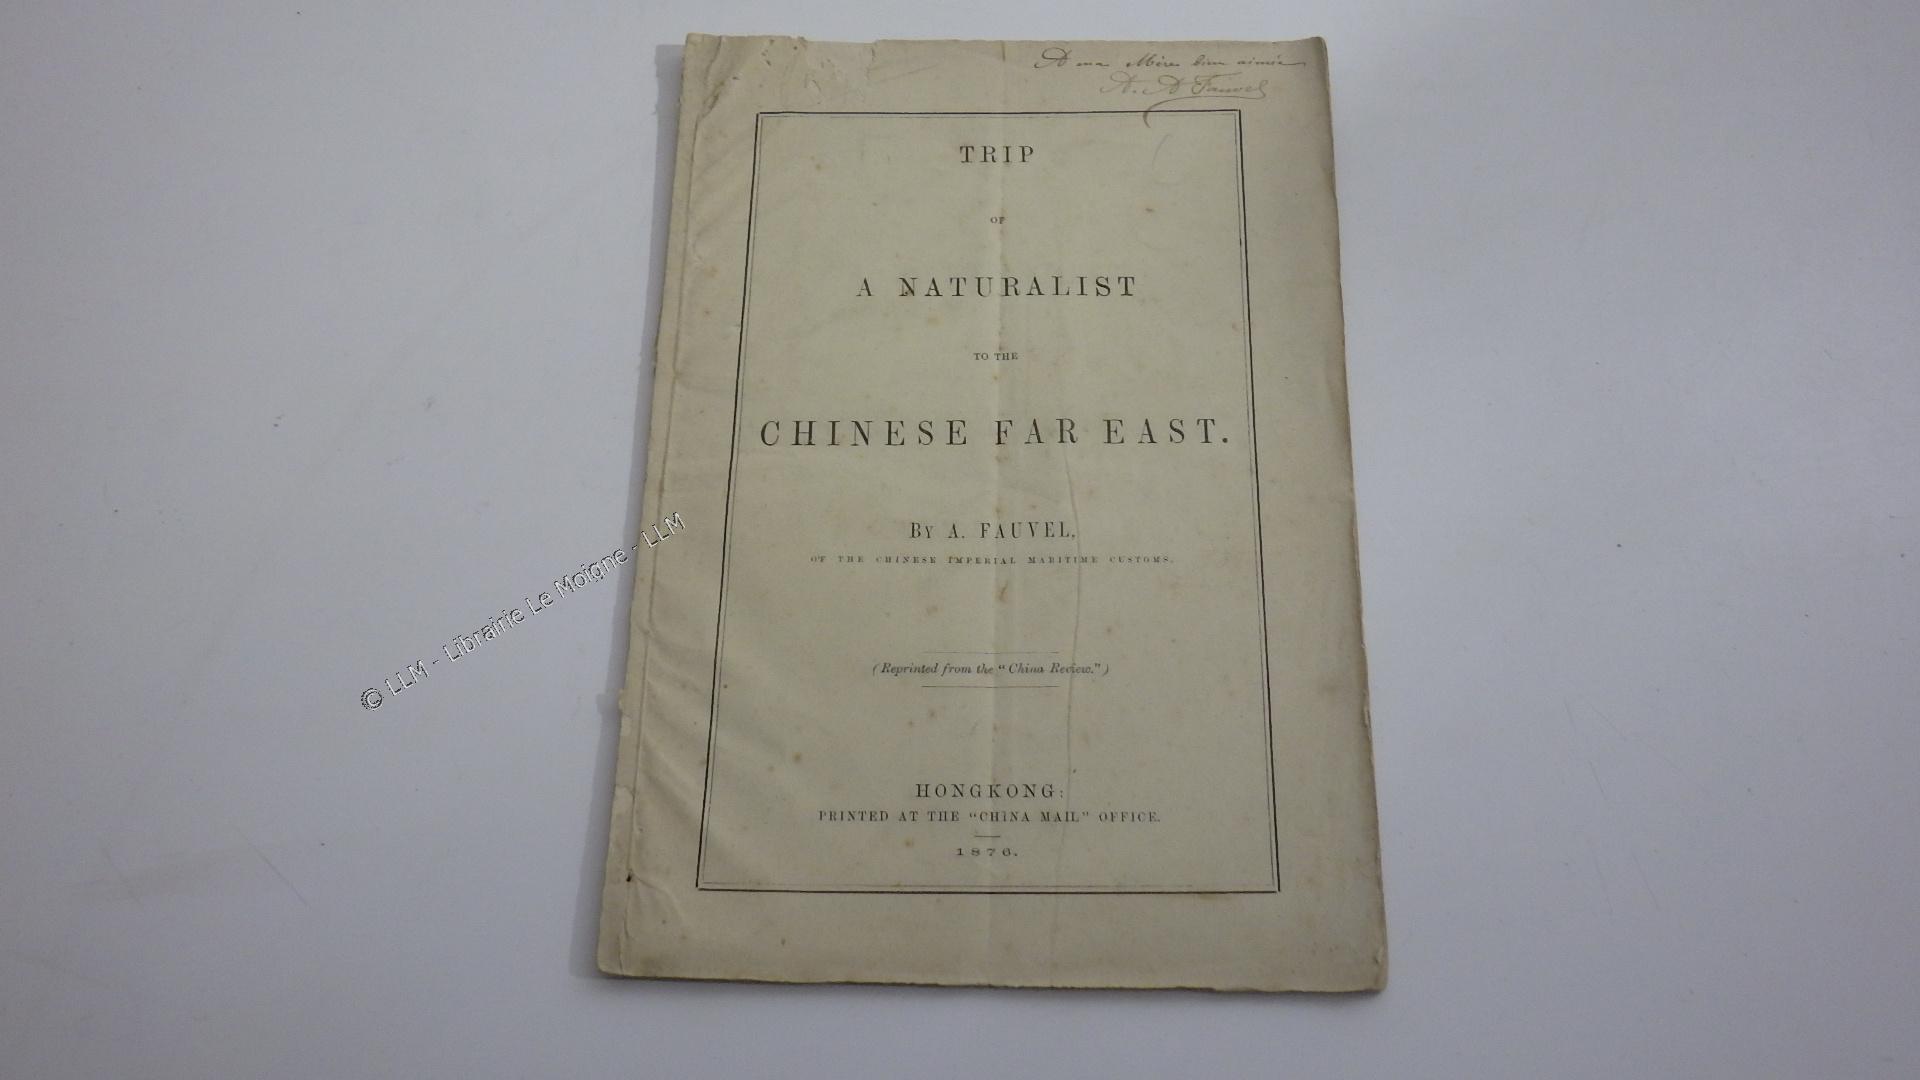 A ma Mère bien aimée
A. A Fauvel
TRIP
OF
A NATURALIST
TO THE
CHINESE FAR EAST.
BY A. FAUVEL,
OF THE CHINESE IMPERIAL MARITIME CUSTOMS.
(Reprinted from the "China Review.")
HONGKONG:
PRINTED AT THE "CHINA MAIL" OFFICE.
1876.
© LLM - Librairie Le Moigne - LLM